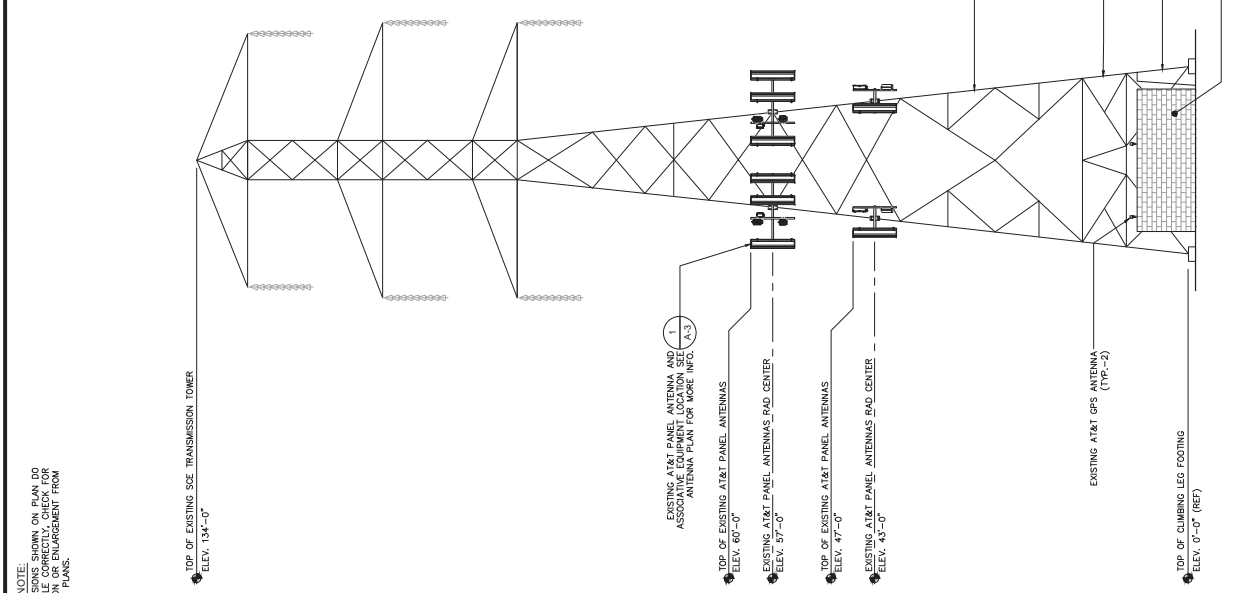 NOTE:
SIONS SHOWN ON PLAN DO
LE CORRECTLY, CHECK FOR
N OR ENLARGEMENT FROM
PLANS.
TOP OF EXISTING SCE TRANSMISSION TOWER
ELEV. 134'-0"
EXISTING AT&T PANEL ANTENNA AND
ASSOCIATIVE EQUIPMENT LOCATION SEE
ANTENNA PLAN FOR MORE INFO.
1
A-3
TOP OF EXISTING AT&T PANEL ANTENNAS
ELEV. 60'-0"
EXISTING AT&T PANEL ANTENNAS RAD CENTER
ELEV. 57'-0"
TOP OF EXISTING AT&T PANEL ANTENNAS
ELEV. 47'-0"
EXISTING AT&T PANEL ANTENNAS RAD CENTER
ELEV. 43'-0"
EXISTING AT&T GPS ANTENNA
(TYP.-2)
TOP OF CLIMBING LEG FOOTING
ELEV. 0'-0" (REF)